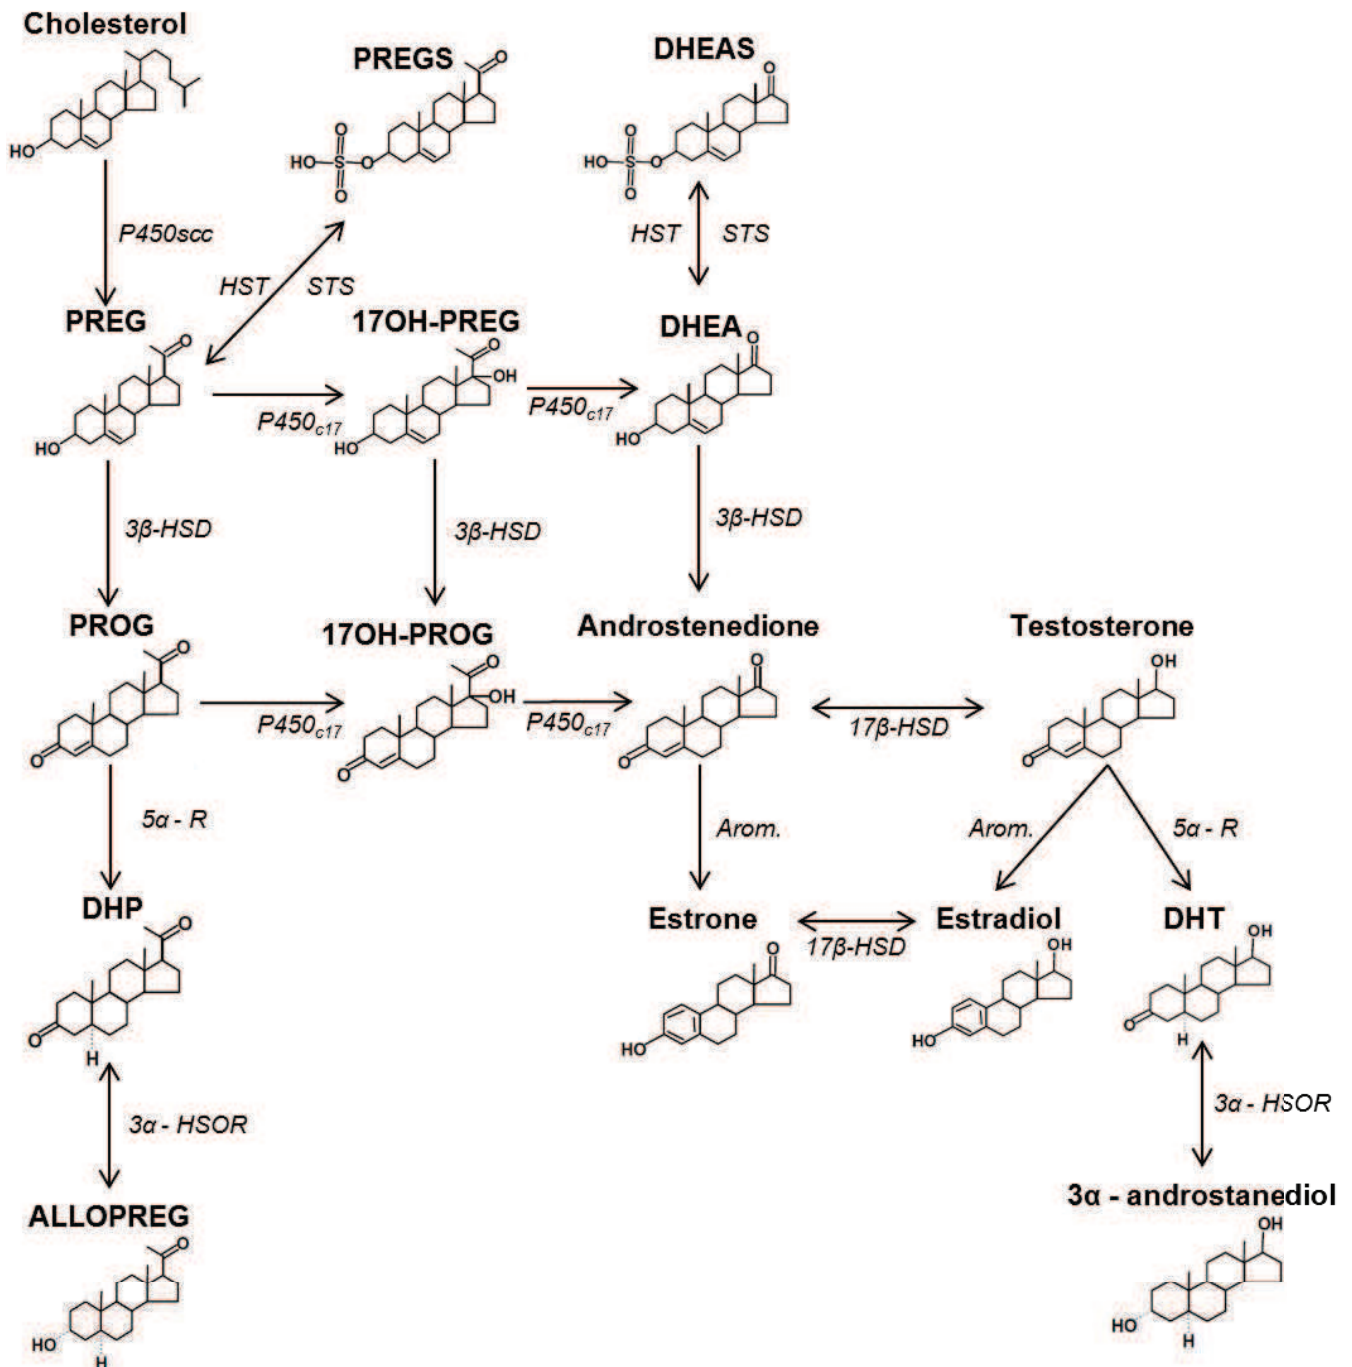 Cholesterol
PREGS
DHEAS
O
O
HO
O
HO S O
O
O
HO S O
O
P450scc
HST STS
HST STS
PREG
17OH-PREG
DHEA
O
O
OH
O
HO
P450c17
HO
P450c17
HO
3β-HSD
3β-HSD
3β-HSD
PROG
17OH-PROG
Androstenedione
Testosterone
O
O
OH
O
OH
O
P450c17
O
P450c17
O
17β-HSD
O
5α - R
Arom.
Arom.
5α - R
DHP
Estrone
Estradiol
DHT
O
O
17β-HSD
OH
OH
O
H
HO
HO
O
H
3α - HSOR
3α - HSOR
ALLOPREG
3α - androstanediol
O
OH
HO
H
HO
H